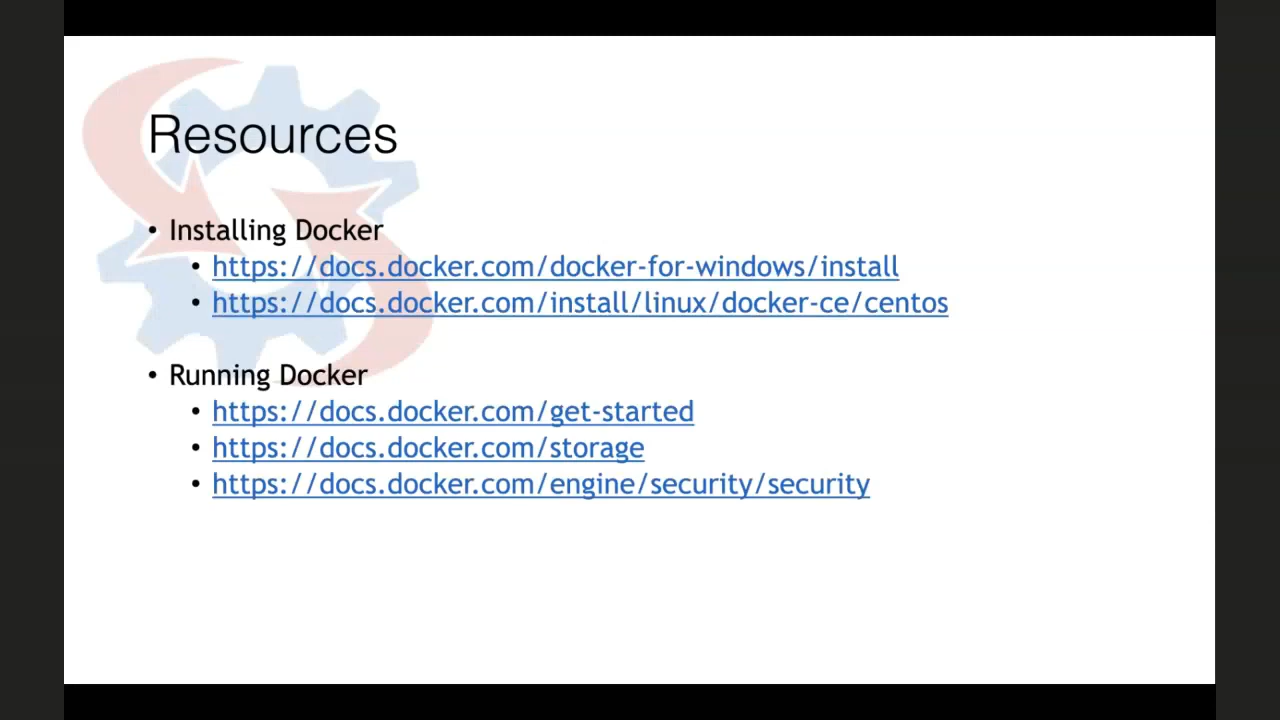 Resources
• Installing Docker
• https://docs.docker.com/docker-for-windows/install
• https://docs.docker.com/install/linux/docker-ce/centos
• Running Docker
• https://docs.docker.com/get-started
• https://docs.docker.com/storage
• https://docs.docker.com/engine/security/security